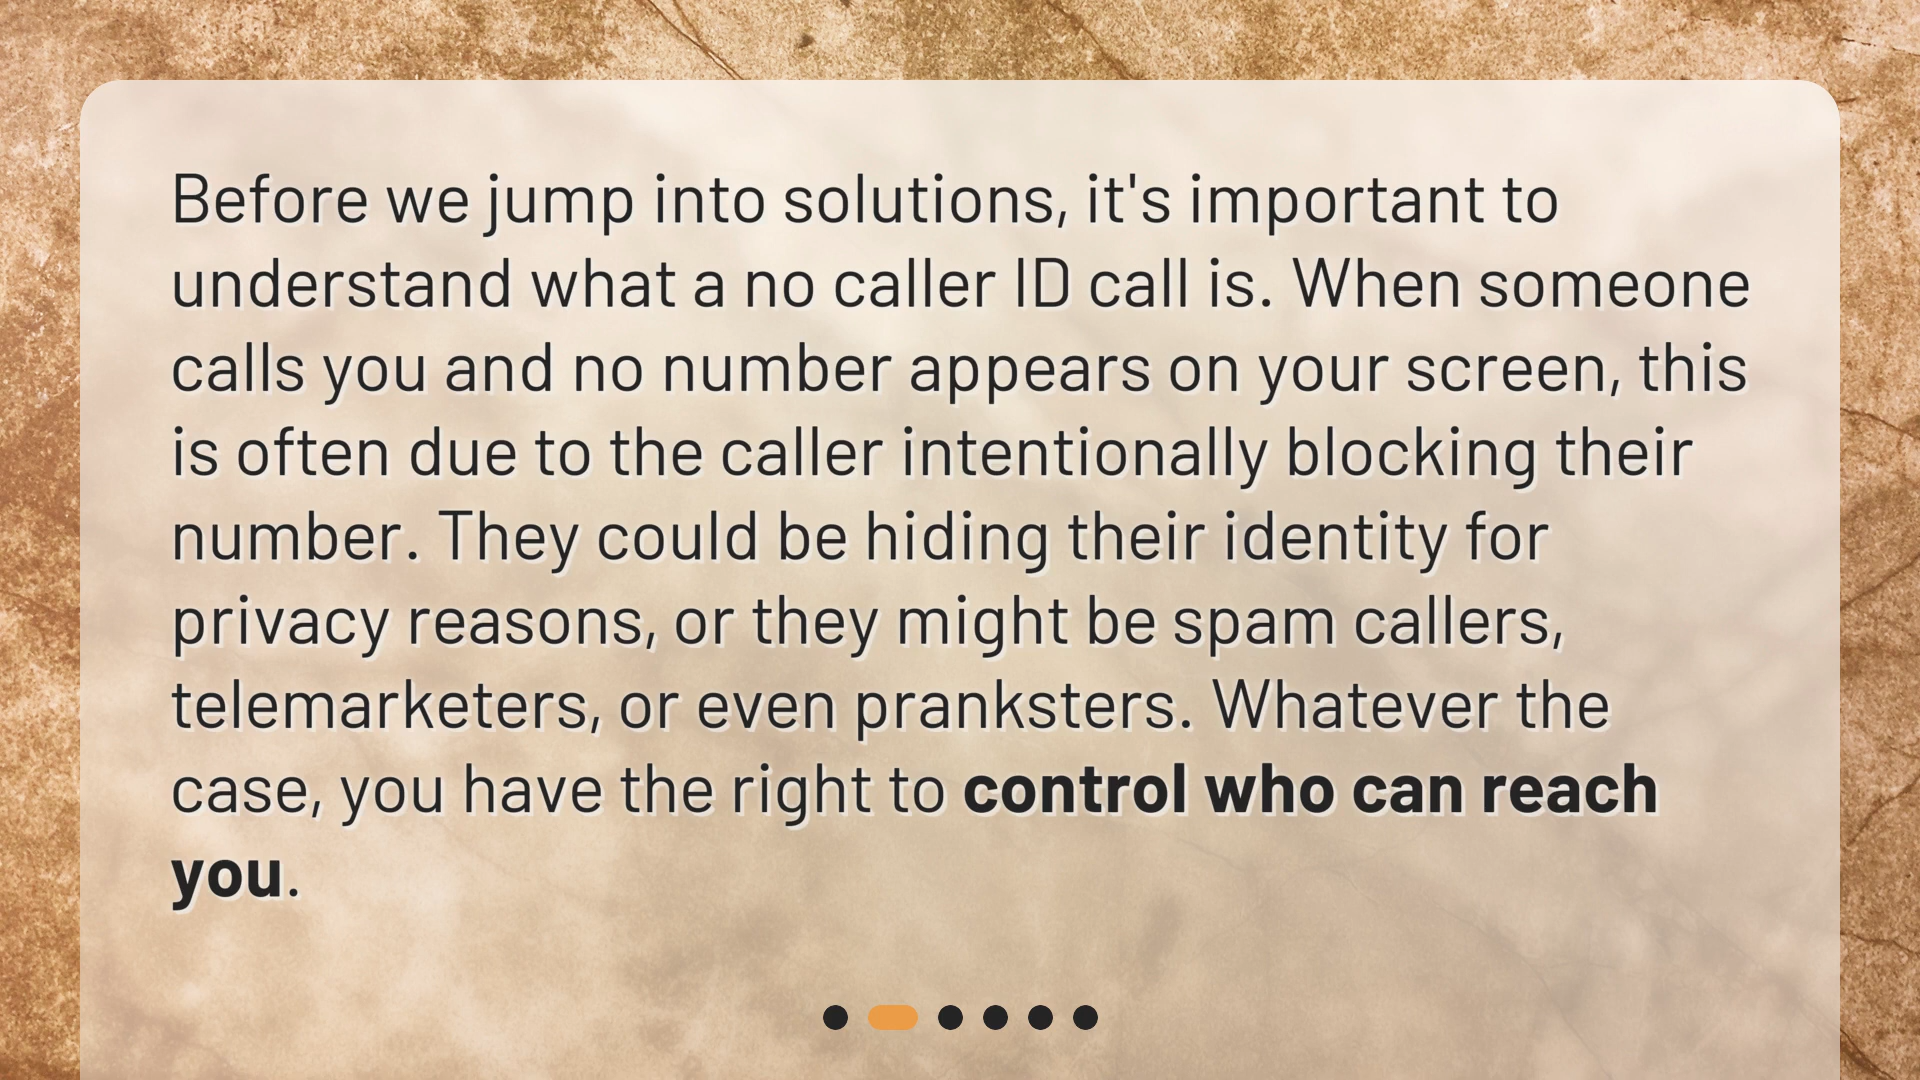 Before we jump into solutions, it's important to
understand what a no caller ID call is. When someone
calls you and no number appears on your screen, this
is often due to the caller intentionally blocking their
number. They could be hiding their identity for
privacy reasons, or they might be spam callers,
telemarketers, or even pranksters. Whatever the
case, you have the right to control who can reach
you.